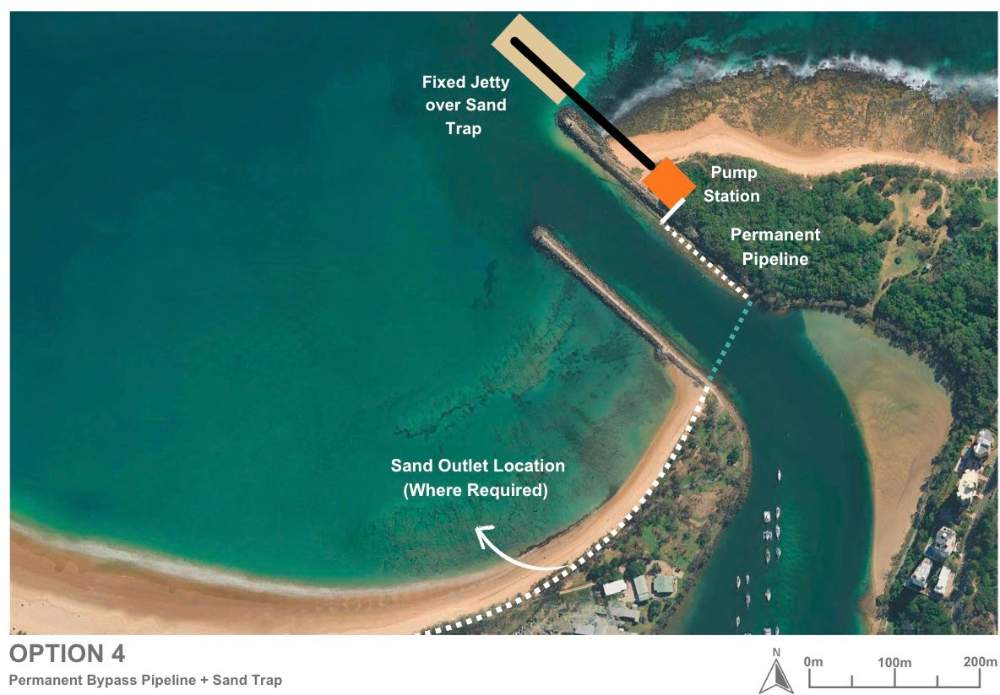 Fixed Jetty
over Sand
Trap
Pump
Station
Permanent
Pipeline
Sand Outlet Location
(Where Required)
OPTION 4
Permanent Bypass Pipeline + Sand Trap
N
0m 100m 200m